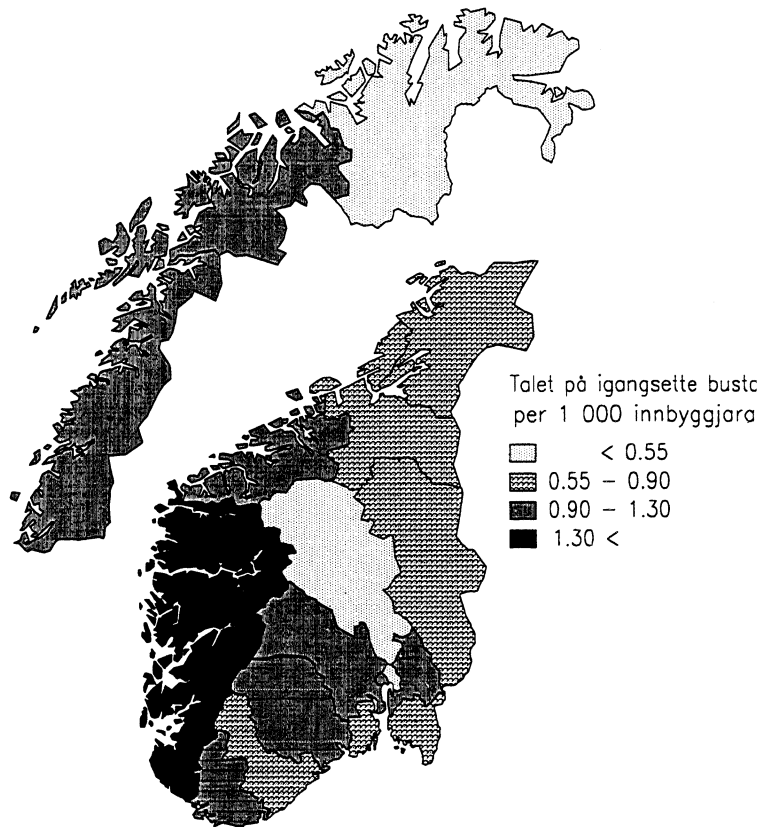 Talet på igangsette busta
per 1 000 innbyggjara
< 0.55
0.55 – 0.90
0.90 – 1.30
1.30 <